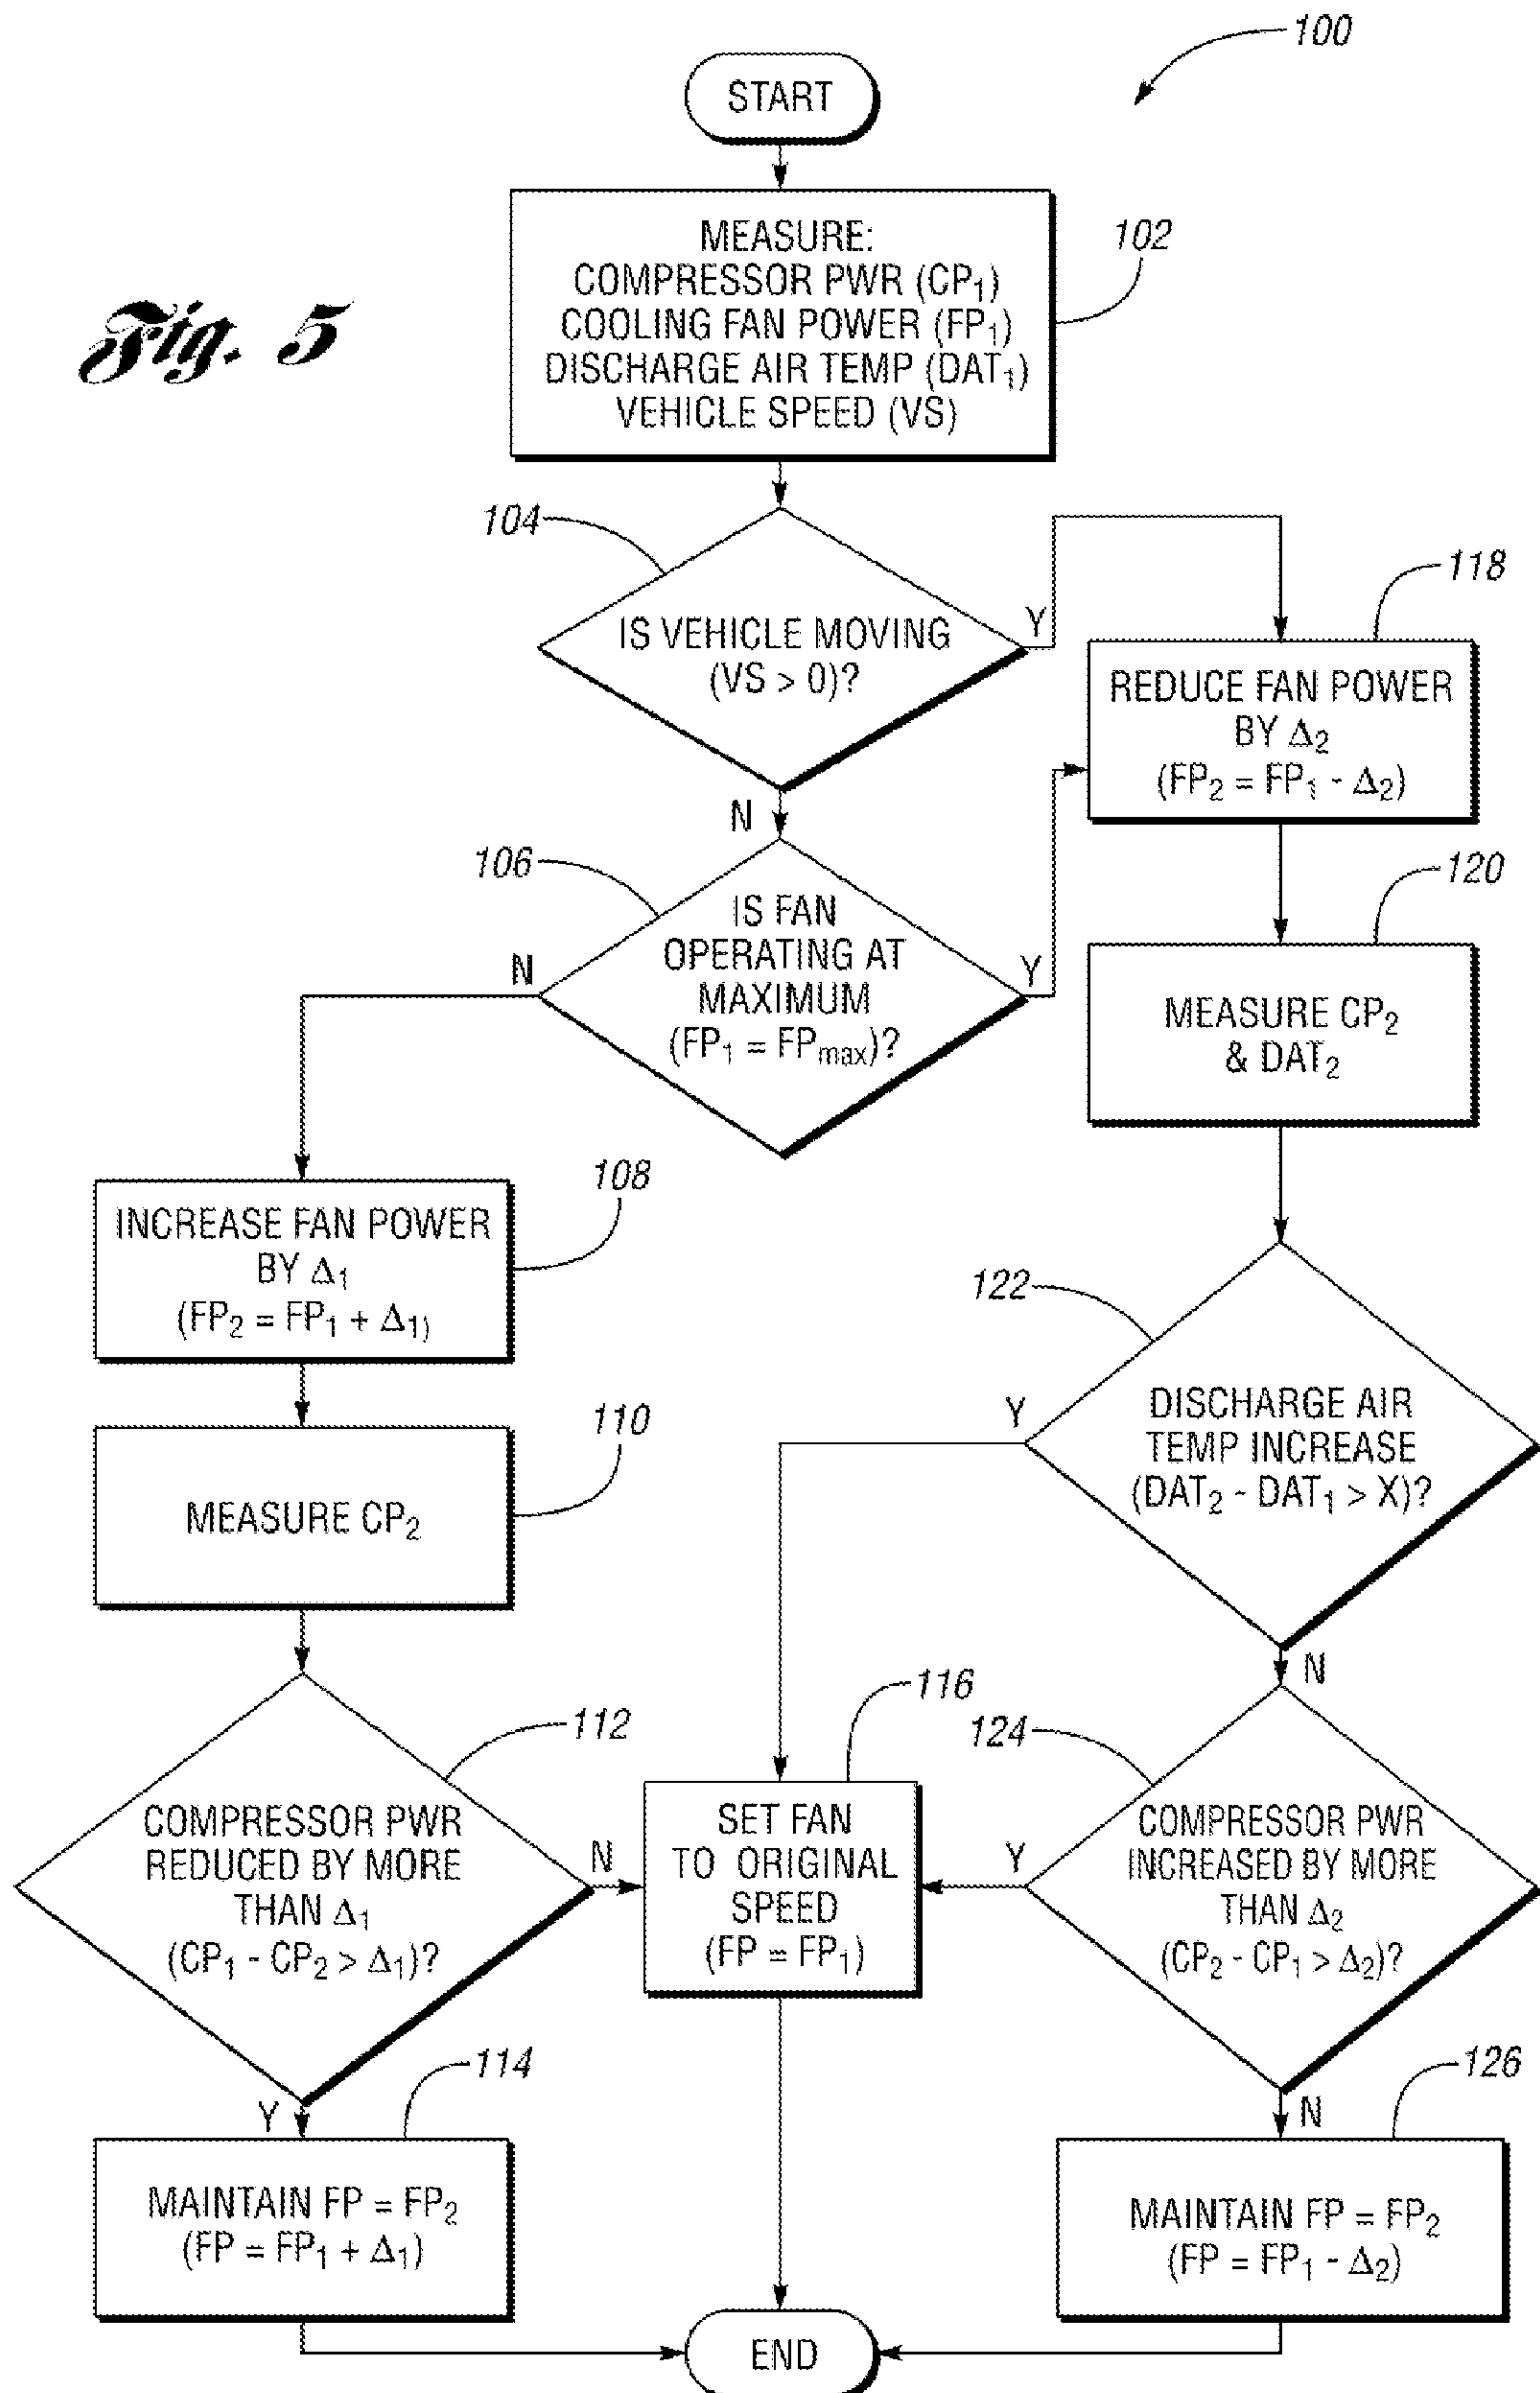 100
START
Fig. 5
MEASURE:
COMPRESSOR PWR (CP₁)
COOLING FAN POWER (FP₁)
DISCHARGE AIR TEMP (DAT₁)
VEHICLE SPEED (VS)
102
104
IS VEHICLE MOVING
(VS > 0)?
Y
N
118
REDUCE FAN POWER
BY Δ₂
(FP₂ = FP₁ - Δ₂)
106
IS FAN
OPERATING AT
MAXIMUM
(FP₁ = FPmax)?
N
Y
120
MEASURE CP₂
& DAT₂
108
INCREASE FAN POWER
BY Δ₁
(FP₂ = FP₁ + Δ₁)
122
DISCHARGE AIR
TEMP INCREASE
(DAT₂ - DAT₁ > X)?
Y
N
110
MEASURE CP₂
112
COMPRESSOR PWR
REDUCED BY MORE
THAN Δ₁
(CP₁ - CP₂ > Δ₁)?
N
Y
116
SET FAN
TO ORIGINAL
SPEED
(FP = FP₁)
124
COMPRESSOR PWR
INCREASED BY MORE
THAN Δ₂
(CP₂ - CP₁ > Δ₂)?
Y
N
114
MAINTAIN FP = FP₂
(FP = FP₁ + Δ₁)
126
MAINTAIN FP = FP₂
(FP = FP₁ - Δ₂)
END